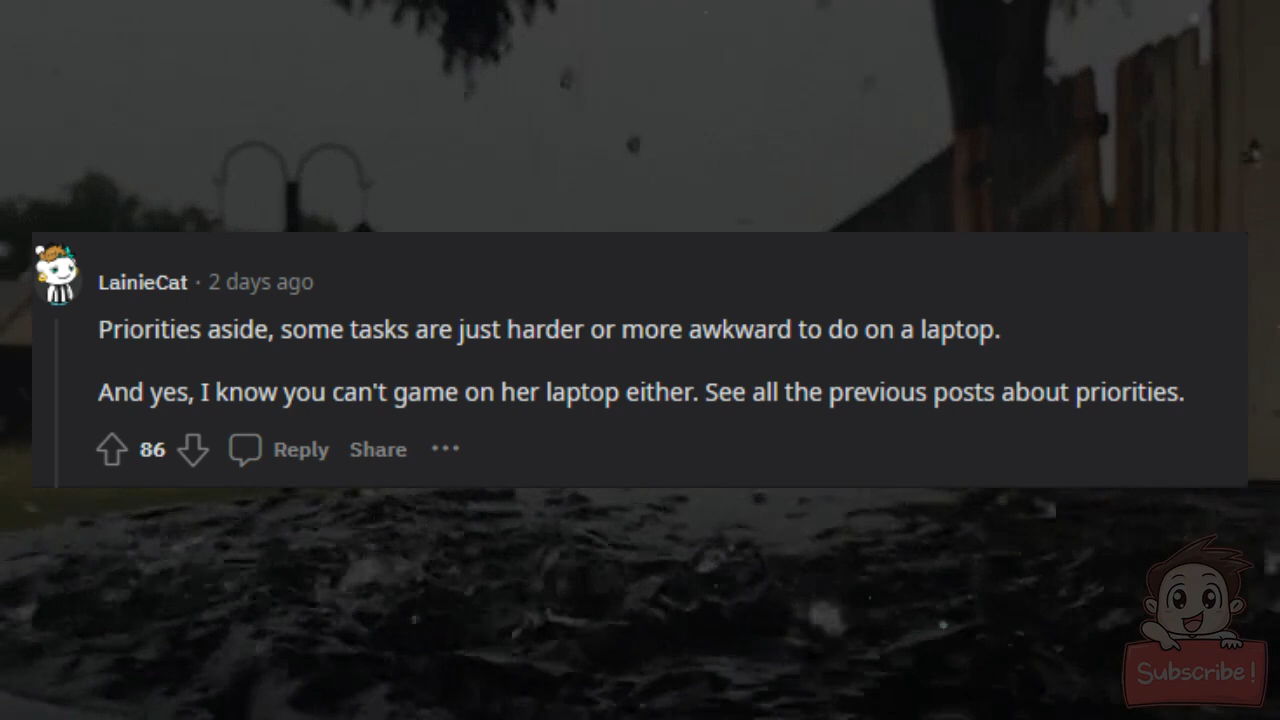 LainieCat · 2 days ago
Priorities aside, some tasks are just harder or more awkward to do on a laptop.
And yes, I know you can't game on her laptop either. See all the previous posts about priorities.
86 Reply Share ···
Subscribe!